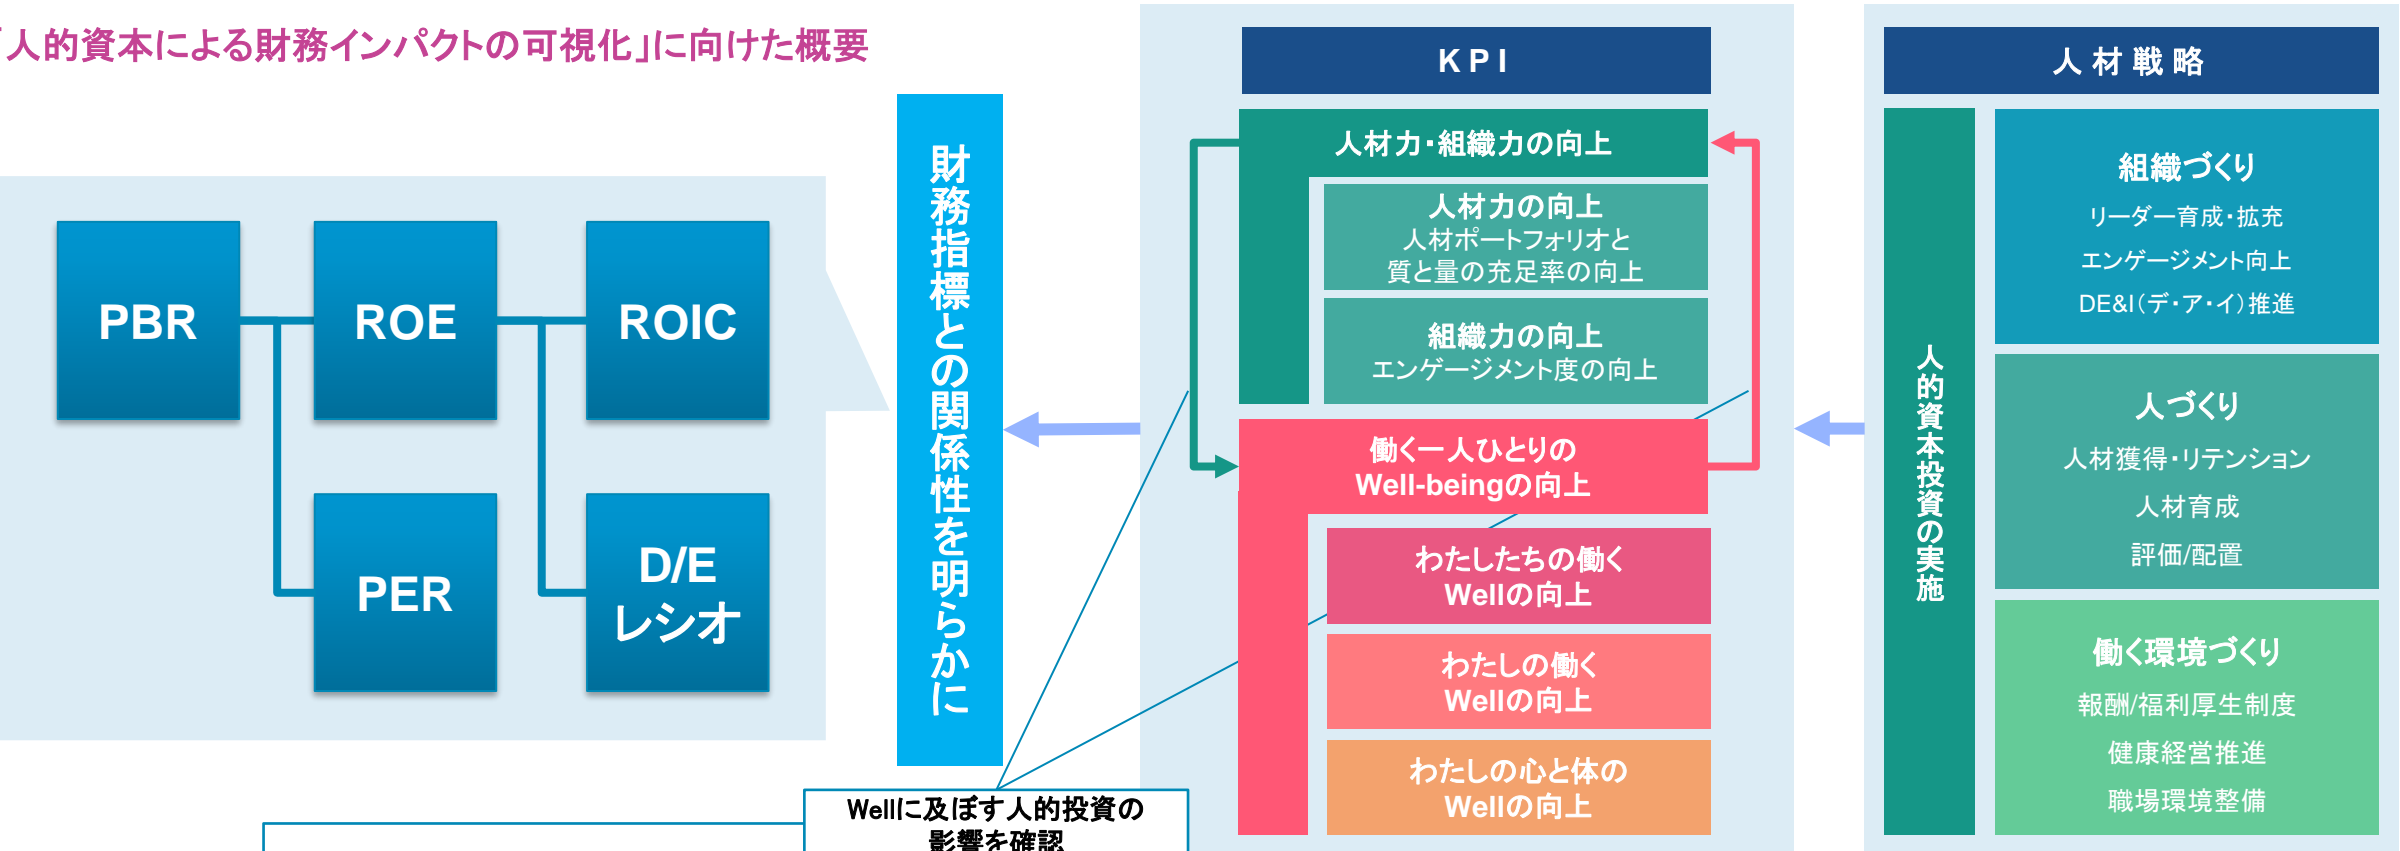 「人的資本による財務インパクトの可視化」に向けた概要
PBR
ROE
ROIC
PER
D/E
レシオ
財務指標との関係性を明らかに
KPI
人材力・組織力の向上
人材力の向上
人材ポートフォリオと
質と量の充足率の向上
組織力の向上
エンゲージメント度の向上
働く一人ひとりの
Well-beingの向上
わたしたちの働く
Wellの向上
わたしの働く
Wellの向上
わたしの心と体の
Wellの向上
Wellに及ぼす人的投資の
影響を確認
人材戦略
人的資本投資の実施
組織づくり
リーダー育成・拡充
エンゲージメント向上
DE&I(デ・ア・イ)推進
人づくり
人材獲得・リテンション
人材育成
評価/配置
働く環境づくり
報酬/福利厚生制度
健康経営推進
職場環境整備